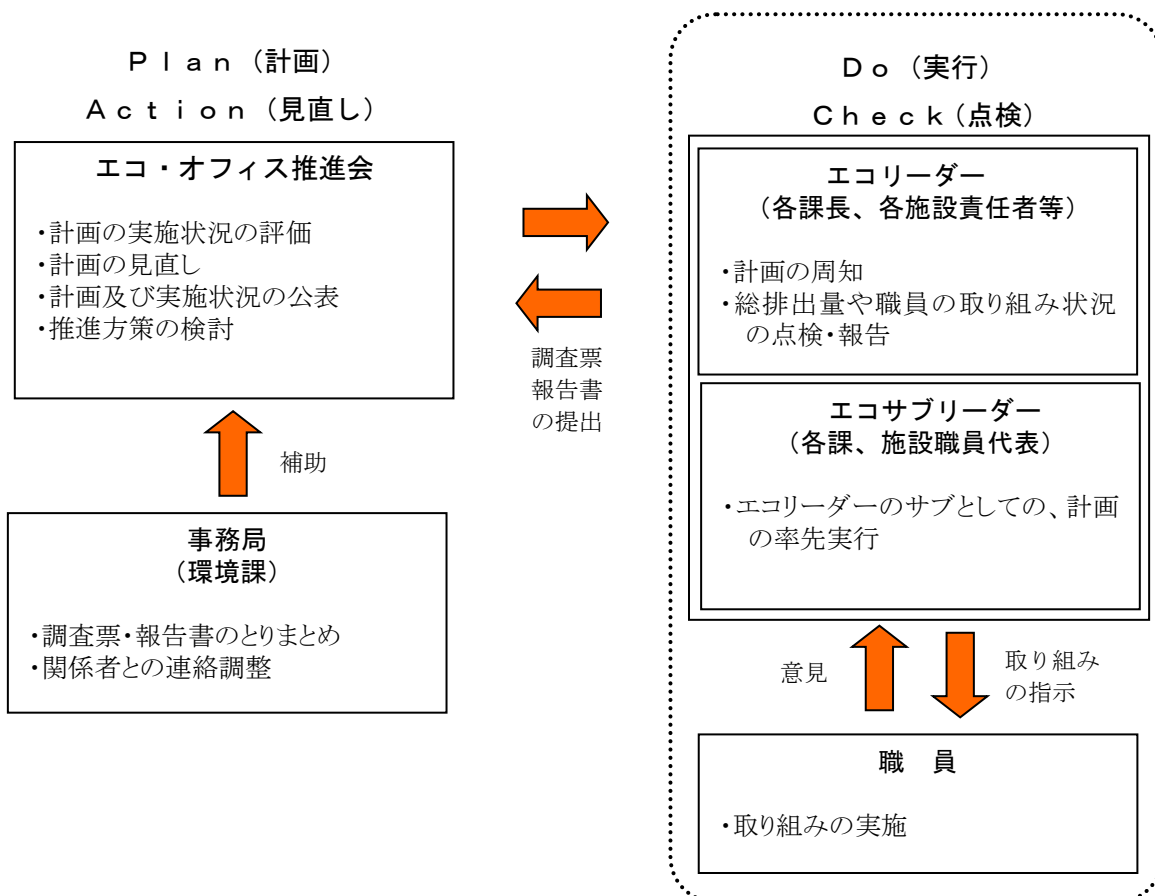 Ｐｌａｎ（計画）
Ａｃｔｉｏｎ（見直し）
エコ・オフィス推進会
・計画の実施状況の評価
・計画の見直し
・計画及び実施状況の公表
・推進方策の検討
補助
事務局
（環境課）
・調査票・報告書のとりまとめ
・関係者との連絡調整
調査票
報告書
の提出
Ｄｏ（実行）
Ｃｈｅｃｋ（点検）
エコリーダー
（各課長、各施設責任者等）
・計画の周知
・総排出量や職員の取り組み状況
の点検・報告
エコサブリーダー
（各課、施設職員代表）
・エコリーダーのサブとしての、計画
の率先実行
意見
取り組み
の指示
職　員
・取り組みの実施